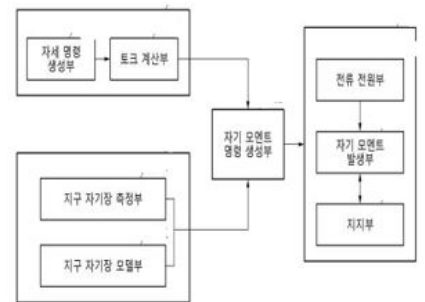 자세 명령
생성부
토크 계산부
전류 전원부
자기 모멘트
명령 생성부
자기 모멘트
발생부
지구 자기장 측정부
지지부
지구 자기장 모델부